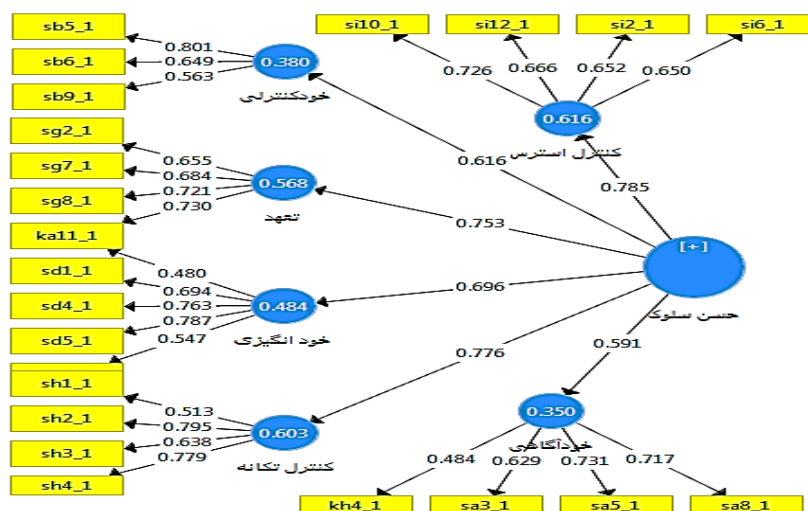 sb5_1
sb6_1
sb9_1
0.801
0.649
0.563
0.380
خودکنترلی
si10_1
si12_1
si2_1
si6_1
0.726
0.666
0.652
0.650
0.616
کنترل استرس
0.785
0.616
sg2_1
sg7_1
sg8_1
ka11_1
0.655
0.684
0.721
0.730
0.568
تعهد
0.753
[+]
حسن سلوک
sd1_1
sd4_1
sd5_1
0.480
0.694
0.763
0.787
0.547
0.484
خود انگیزی
0.696
0.776
0.591
sh1_1
sh2_1
sh3_1
sh4_1
0.513
0.795
0.638
0.779
0.603
کنترل تکانه
0.350
خودآگاهی
0.484
0.629
0.731
0.717
kh4_1
sa3_1
sa5_1
sa8_1